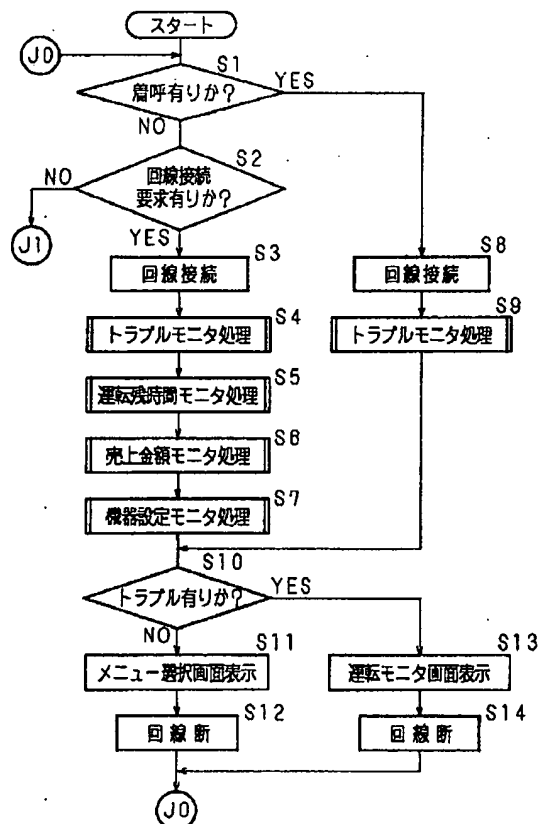 スタート
J0
S1
着呼有りか?
YES
NO
S2
NO
回線接続
要求有りか?
J1
YES
S3
回線接続
S8
回線接続
S4
トラブルモニタ処理
S9
トラブルモニタ処理
S5
運転残時間モニタ処理
S6
売上金額モニタ処理
S7
機器設定モニタ処理
S10
トラブル有りか?
YES
NO
S11
メニュー選択画面表示
S13
運転モニタ画面表示
S12
回線断
S14
回線断
J0